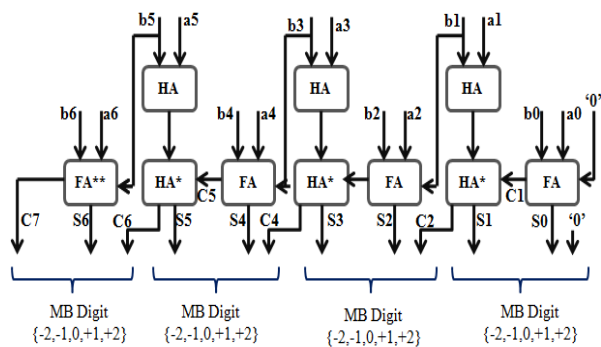 b5 a5 b3 a3 b1 a1
HA HA HA
‘0’
b6 a6 b4 a4 b2 a2 b0 a0
FA** HA* FA HA* FA HA* FA
C5 C1
C7 S6 C6 S5 S4 C4 S3 S2 C2 S1 S0 ‘0’
MB Digit MB Digit MB Digit MB Digit
{-2,-1,0,+1,+2} {-2,-1,0,+1,+2} {-2,-1,0,+1,+2} {-2,-1,0,+1,+2}